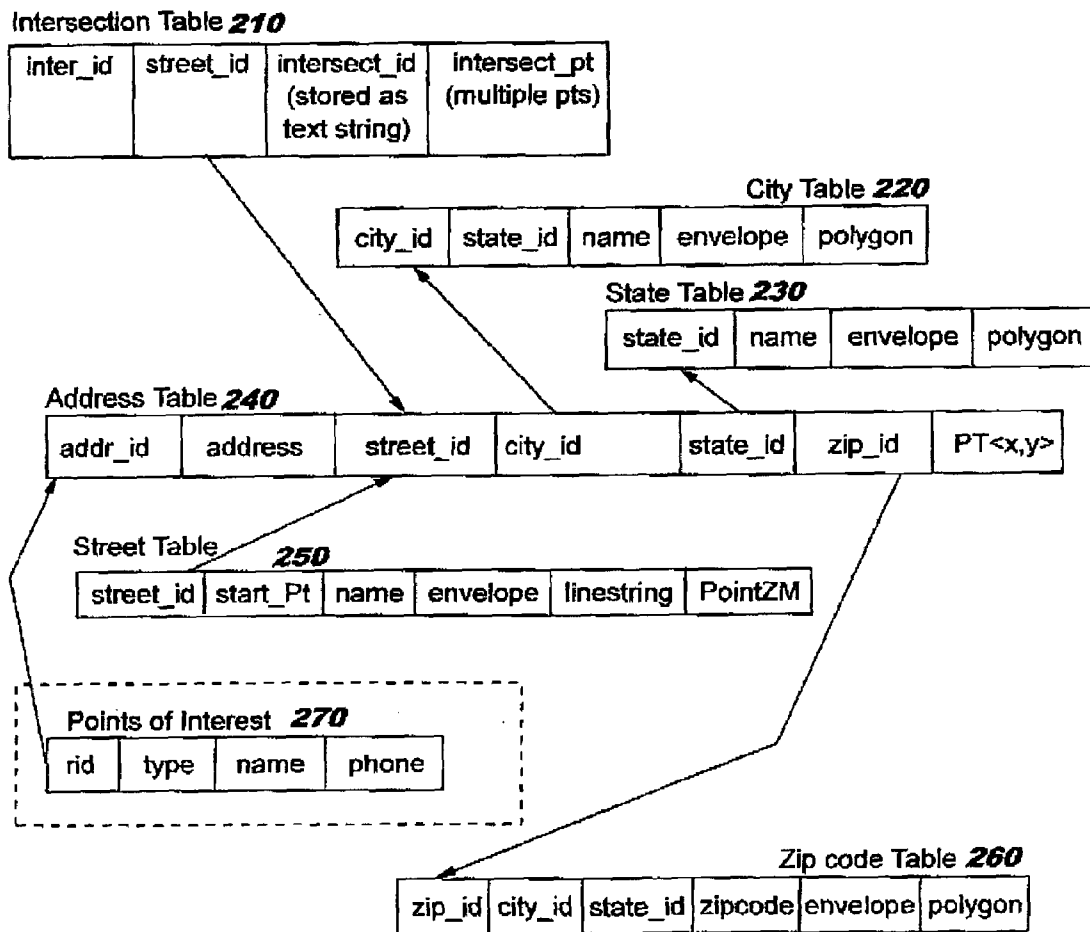 Intersection Table 210
inter_id street_id intersect_id intersect_pt
(stored as (multiple pts)
text string)
City Table 220
city_id state_id name envelope polygon
State Table 230
state_id name envelope polygon
Address Table 240
addr_id address street_id city_id state_id zip_id PT<x,y>
Street Table 250
street_id start_Pt name envelope linestring PointZM
Points of Interest 270
rid type name phone
Zip code Table 260
zip_id city_id state_id zipcode envelope polygon